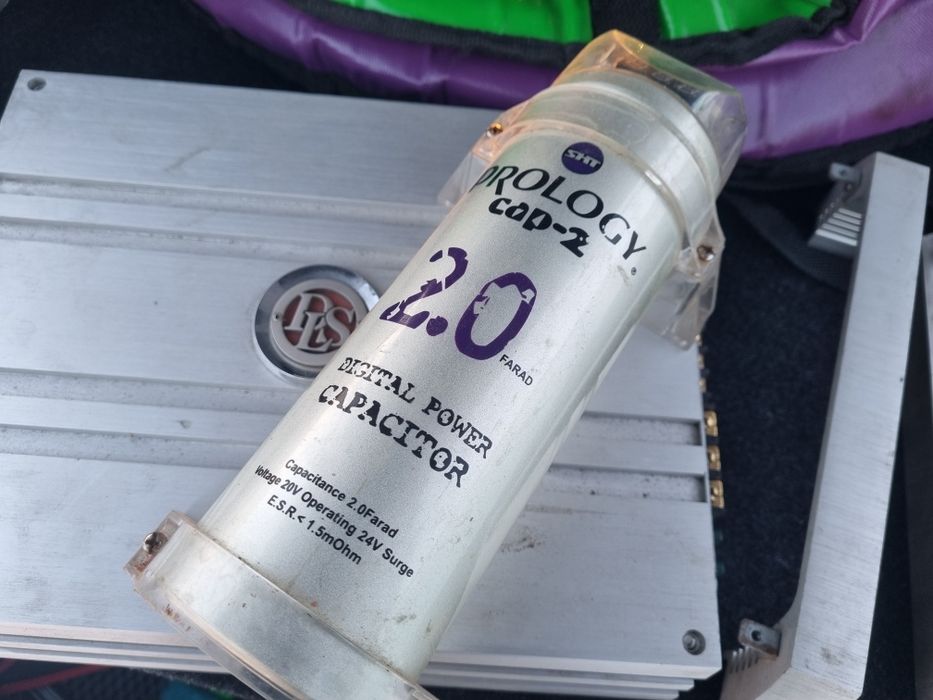 SHT
PROLOGY
cap-2
2.0
FARAD
DIGITAL POWER
CAPACITOR
Capacitance 2.0Farad
Voltage 20V Operating 24V Surge
E.S.R.< 1.5mOhm
DLS